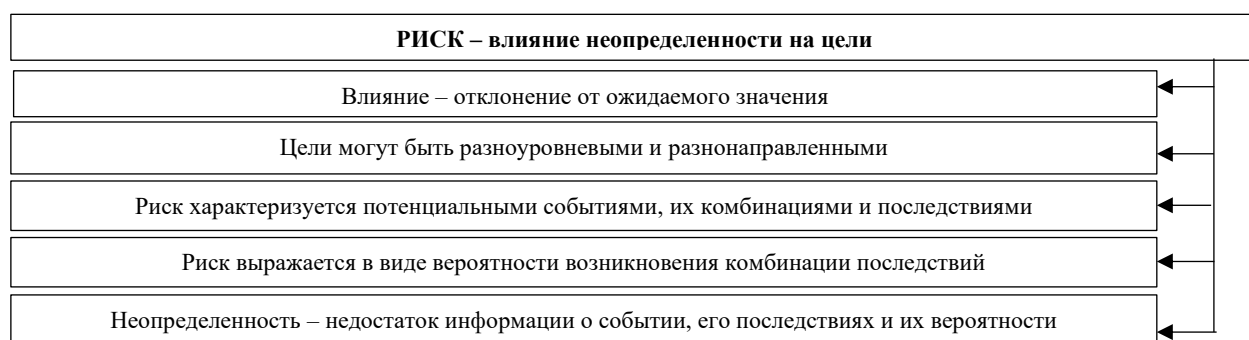 РИСК – влияние неопределенности на цели
Влияние – отклонение от ожидаемого значения
Цели могут быть разноуровневыми и разнонаправленными
Риск характеризуется потенциальными событиями, их комбинациями и последствиями
Риск выражается в виде вероятности возникновения комбинации последствий
Неопределенность – недостаток информации о событии, его последствиях и их вероятности